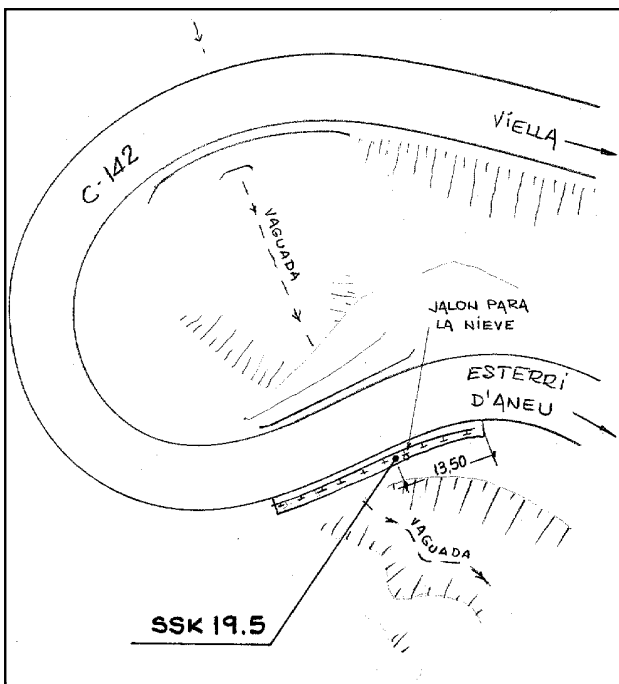 VIELLA
C-142
VAGUADA
JALON PARA
LA NIEVE
ESTERRI
D'ANEU
13,50
VAGUADA
SSK 19.5